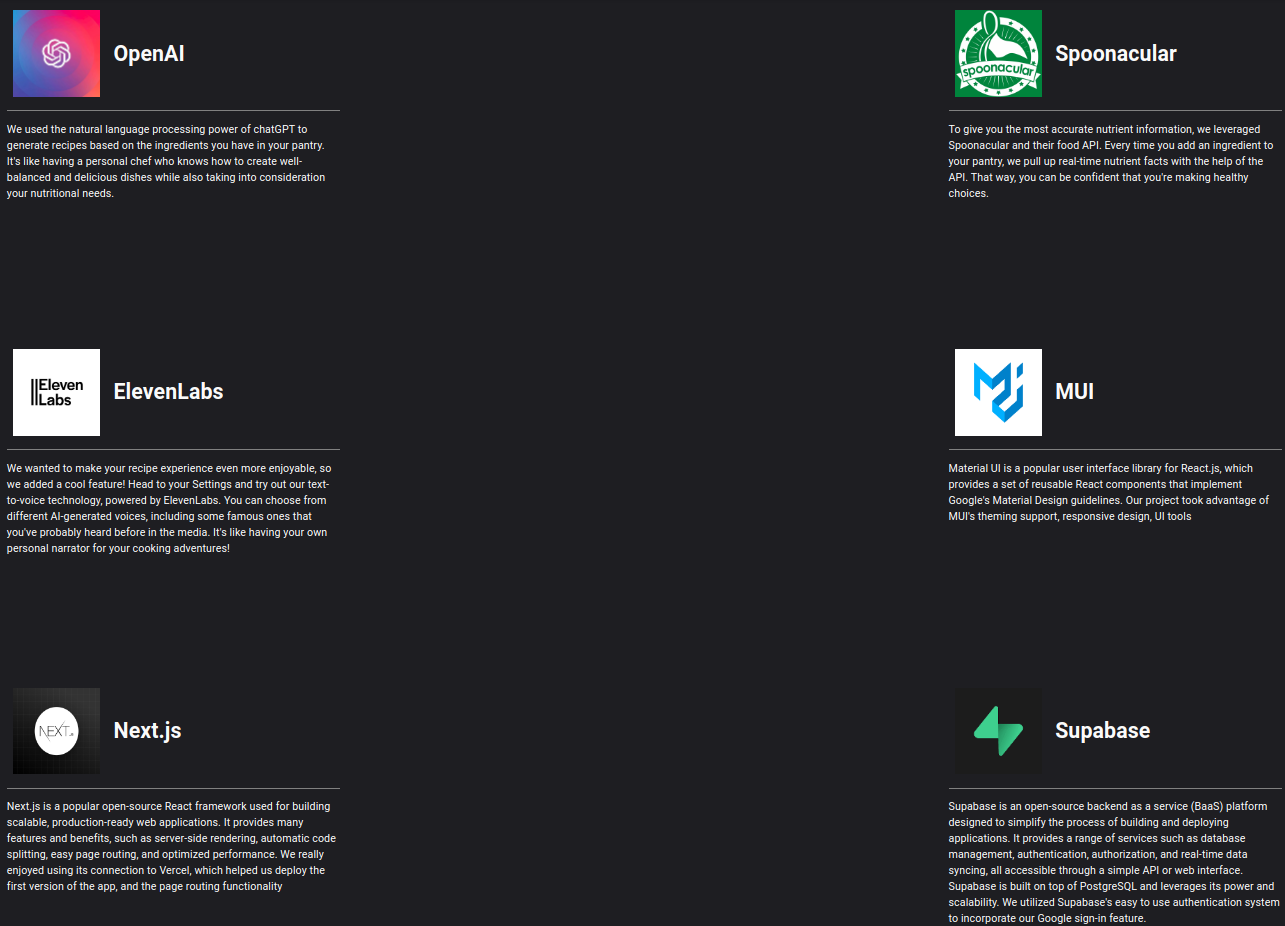 OpenAI
We used the natural language processing power of chatGPT to
generate recipes based on the ingredients you have in your pantry.
It's like having a personal chef who knows how to create well-
balanced and delicious dishes while also taking into consideration
your nutritional needs.
spoonacular
Spoonacular
To give you the most accurate nutrient information, we leveraged
Spoonacular and their food API. Every time you add an ingredient to
your pantry, we pull up real-time nutrient facts with the help of the
API. That way, you can be confident that you're making healthy
choices.
Eleven
Labs
ElevenLabs
We wanted to make your recipe experience even more enjoyable, so
we added a cool feature! Head to your Settings and try out our text-
to-voice technology, powered by ElevenLabs. You can choose from
different AI-generated voices, including some famous ones that
you've probably heard before in the media. It's like having your own
personal narrator for your cooking adventures!
MUI
Material UI is a popular user interface library for React.js, which
provides a set of reusable React components that implement
Google's Material Design guidelines. Our project took advantage of
MUI's theming support, responsive design, UI tools
NEXT.js
Next.js
Next.js is a popular open-source React framework used for building
scalable, production-ready web applications. It provides many
features and benefits, such as server-side rendering, automatic code
splitting, easy page routing, and optimized performance. We really
enjoyed using its connection to Vercel, which helped us deploy the
first version of the app, and the page routing functionality
Supabase
Supabase is an open-source backend as a service (BaaS) platform
designed to simplify the process of building and deploying
applications. It provides a range of services such as database
management, authentication, authorization, and real-time data
syncing, all accessible through a simple API or web interface.
Supabase is built on top of PostgreSQL and leverages its power and
scalability. We utilized Supabase's easy to use authentication system
to incorporate our Google sign-in feature.